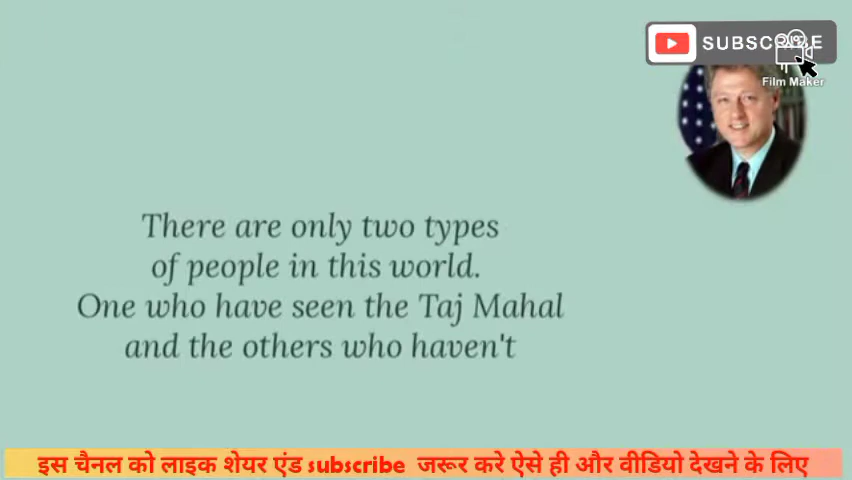 SUBSCRIBE
Film Maker
There are only two types
of people in this world.
One who have seen the Taj Mahal
and the others who haven't
इस चैनल को लाइक शेयर एंड subscribe जरूर करे ऐसे ही और वीडियो देखने के लिए